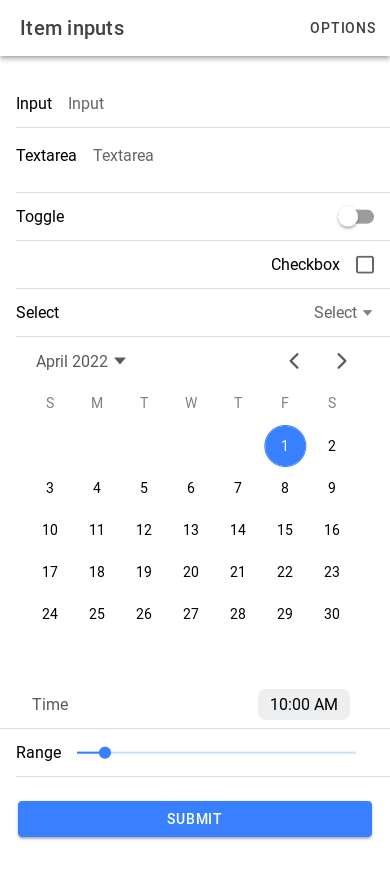 Item inputs OPTIONS
Input Input
Textarea Textarea
Toggle
Checkbox
Select Select
April 2022
S M T W T F S
1 2
3 4 5 6 7 8 9
10 11 12 13 14 15 16
17 18 19 20 21 22 23
24 25 26 27 28 29 30
Time 10:00 AM
Range
SUBMIT